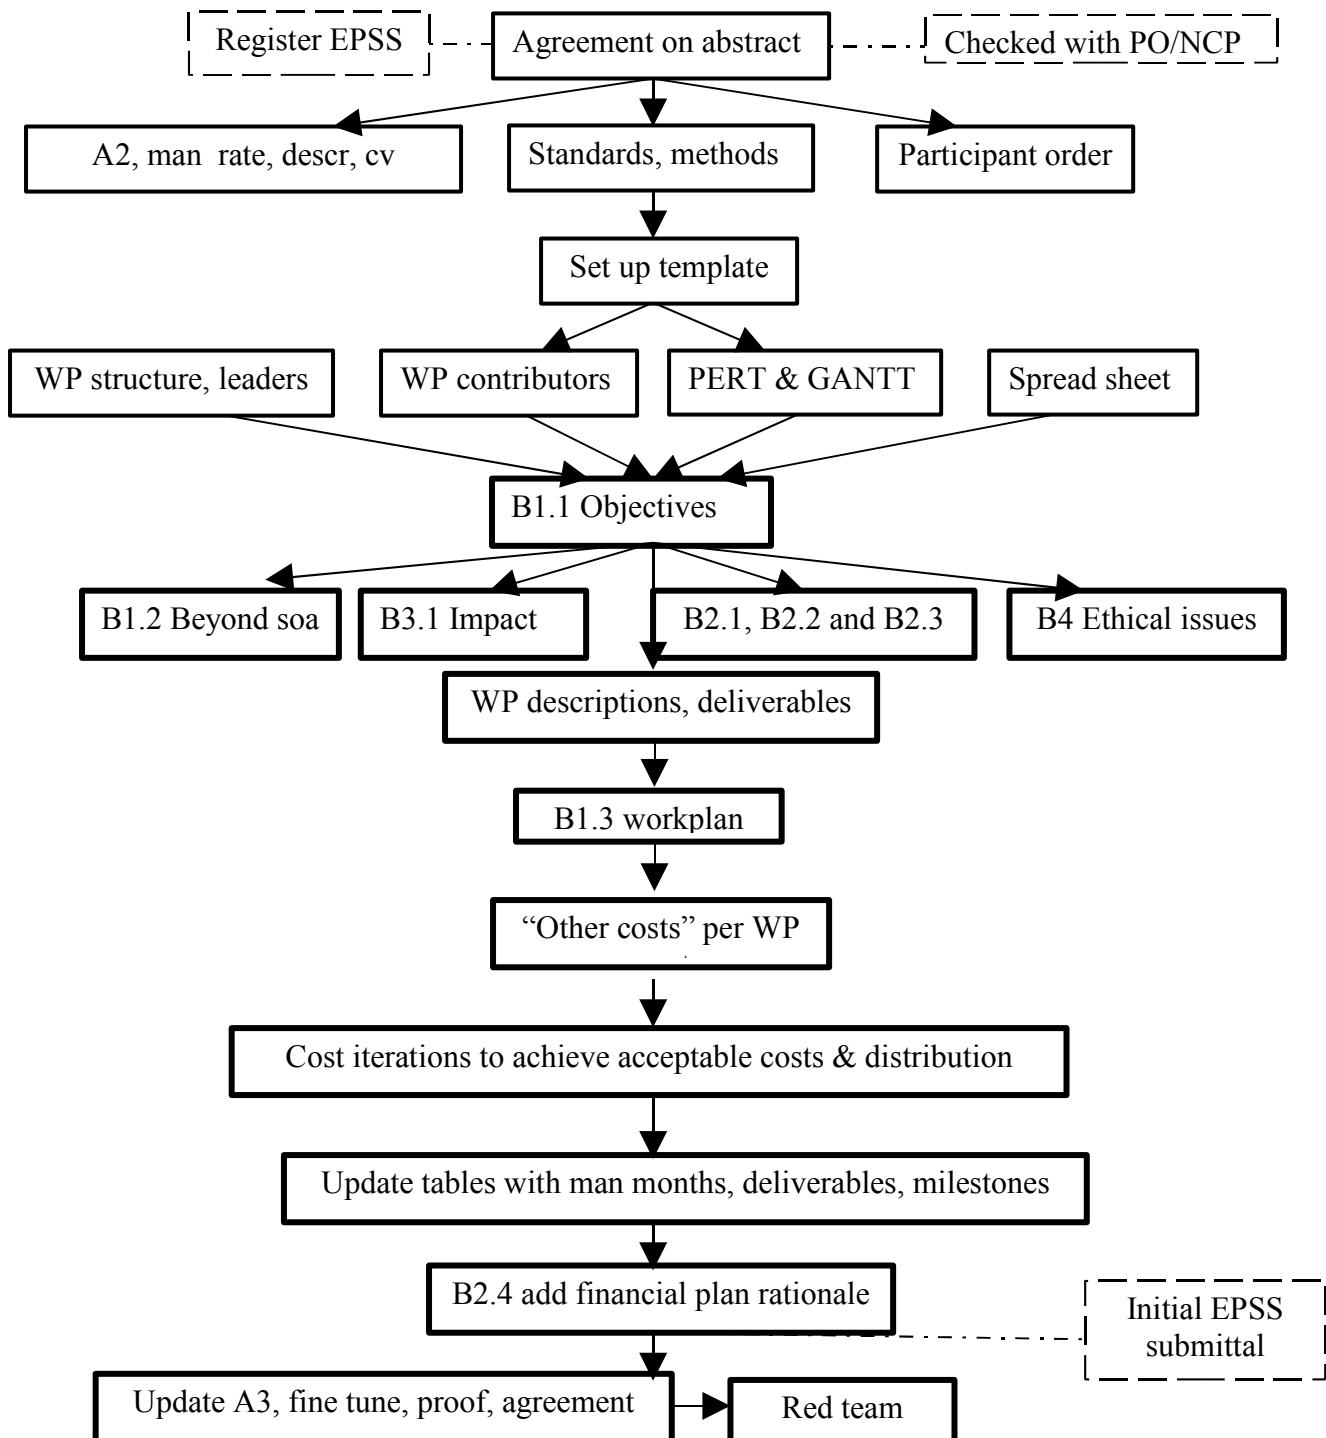 Register EPSS
Agreement on abstract
Checked with PO/NCP
A2, man rate, descr, cv
Standards, methods
Participant order
Set up template
WP structure, leaders
WP contributors
PERT & GANTT
Spread sheet
B1.1 Objectives
B1.2 Beyond soa
B3.1 Impact
B2.1, B2.2 and B2.3
B4 Ethical issues
WP descriptions, deliverables
B1.3 workplan
“Other costs” per WP
Cost iterations to achieve acceptable costs & distribution
Update tables with man months, deliverables, milestones
B2.4 add financial plan rationale
Initial EPSS
submittal
Update A3, fine tune, proof, agreement
Red team